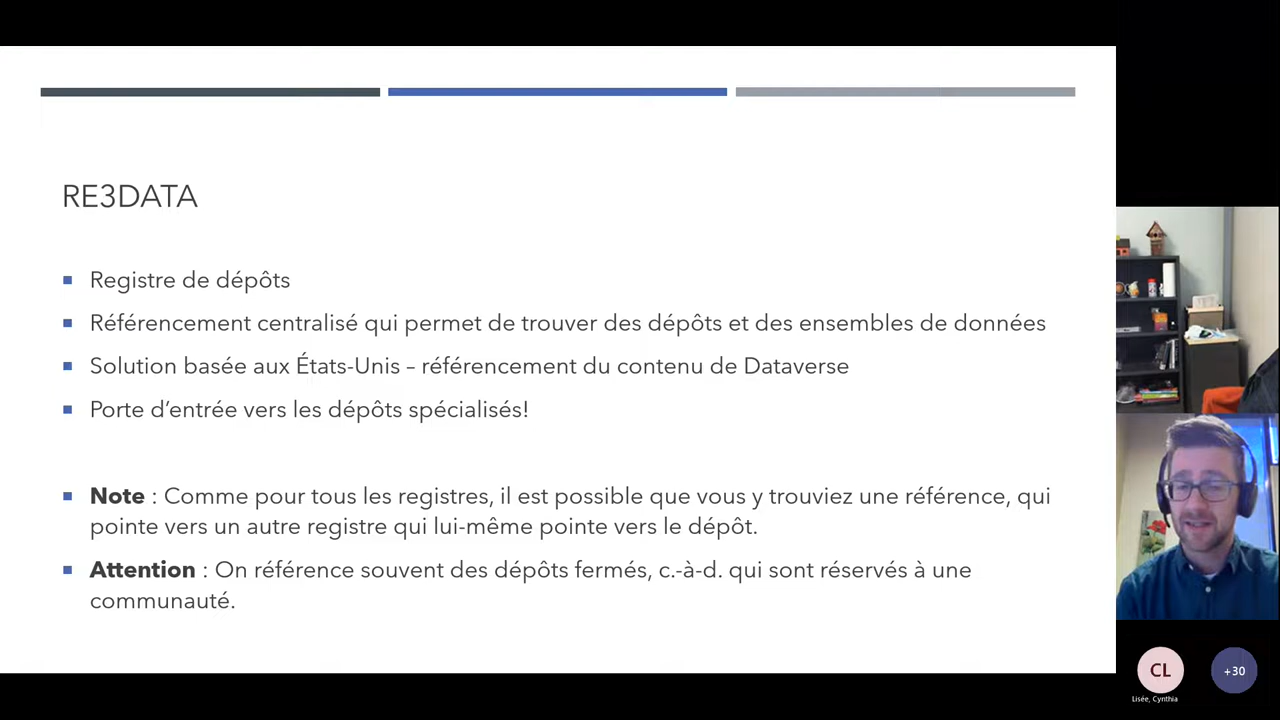 RE3DATA
Registre de dépôts
Référencement centralisé qui permet de trouver des dépôts et des ensembles de données
Solution basée aux États-Unis – référencement du contenu de Dataverse
Porte d’entrée vers les dépôts spécialisés!
Note : Comme pour tous les registres, il est possible que vous y trouviez une référence, qui
pointe vers un autre registre qui lui-même pointe vers le dépôt.
Attention : On référence souvent des dépôts fermés, c.-à-d. qui sont réservés à une
communauté.
CL
+30
Lisée, Cynthia